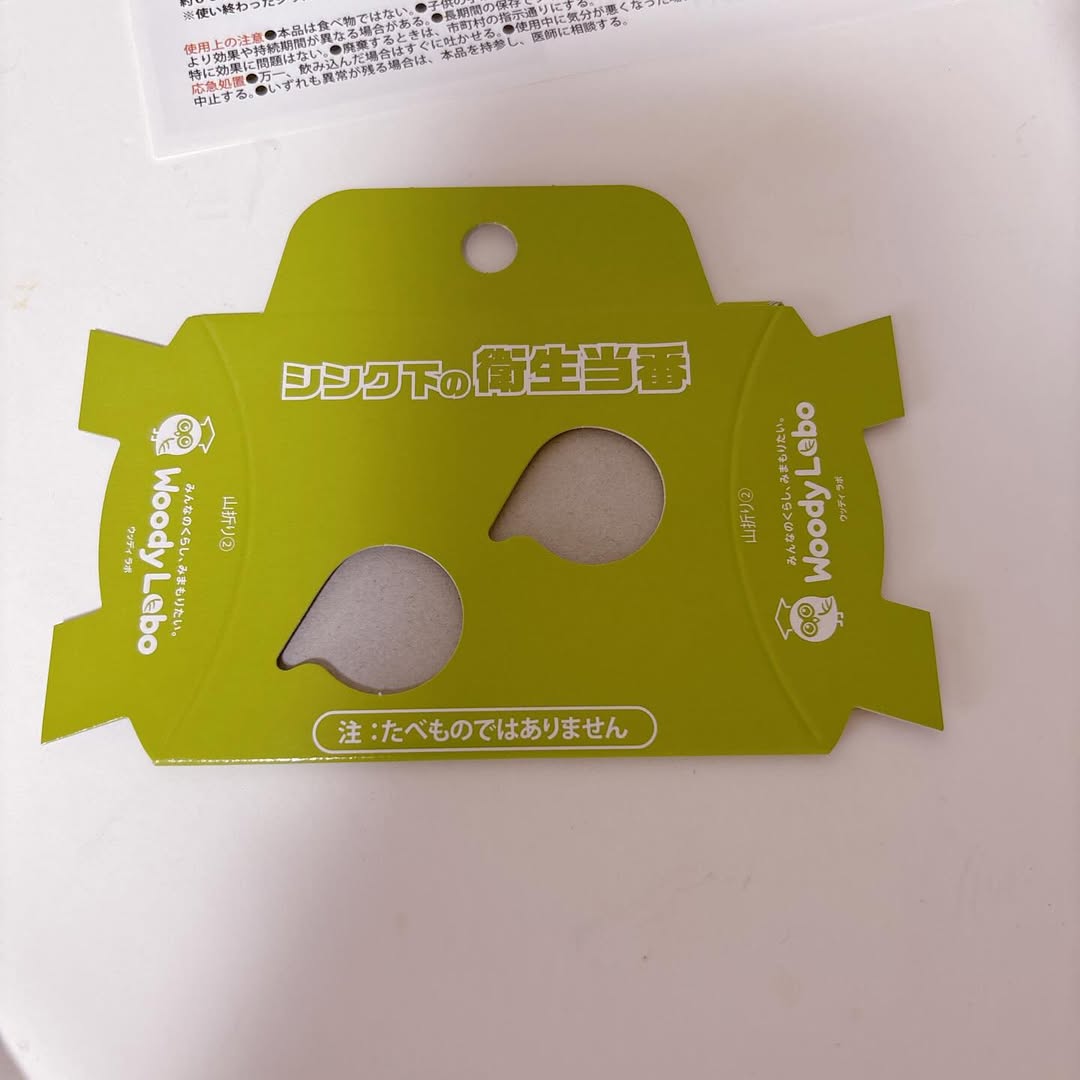 ※使い終わった
使用上の注意●本品は食べ物ではない。●子供の手
より効果や持続期間が異なる場合がある。●長期間の保存で
特に効果に問題はない。●廃棄するときは、市町村の指示通りにする。
応急処置●万一、飲み込んだ場合はすぐに吐かせる。●使用中に気分が悪くなった場
中止する。●いずれも異常が残る場合は、本品を持参し、医師に相談する。
シンク下の衛生当番
みんなのくらし、みまもりたい。
Woody Labo
ウッディ ラボ
山折り②
山折り②
みんなのくらし、みまもりたい。
Woody Labo
ウッディ ラボ
注：たべものではありません